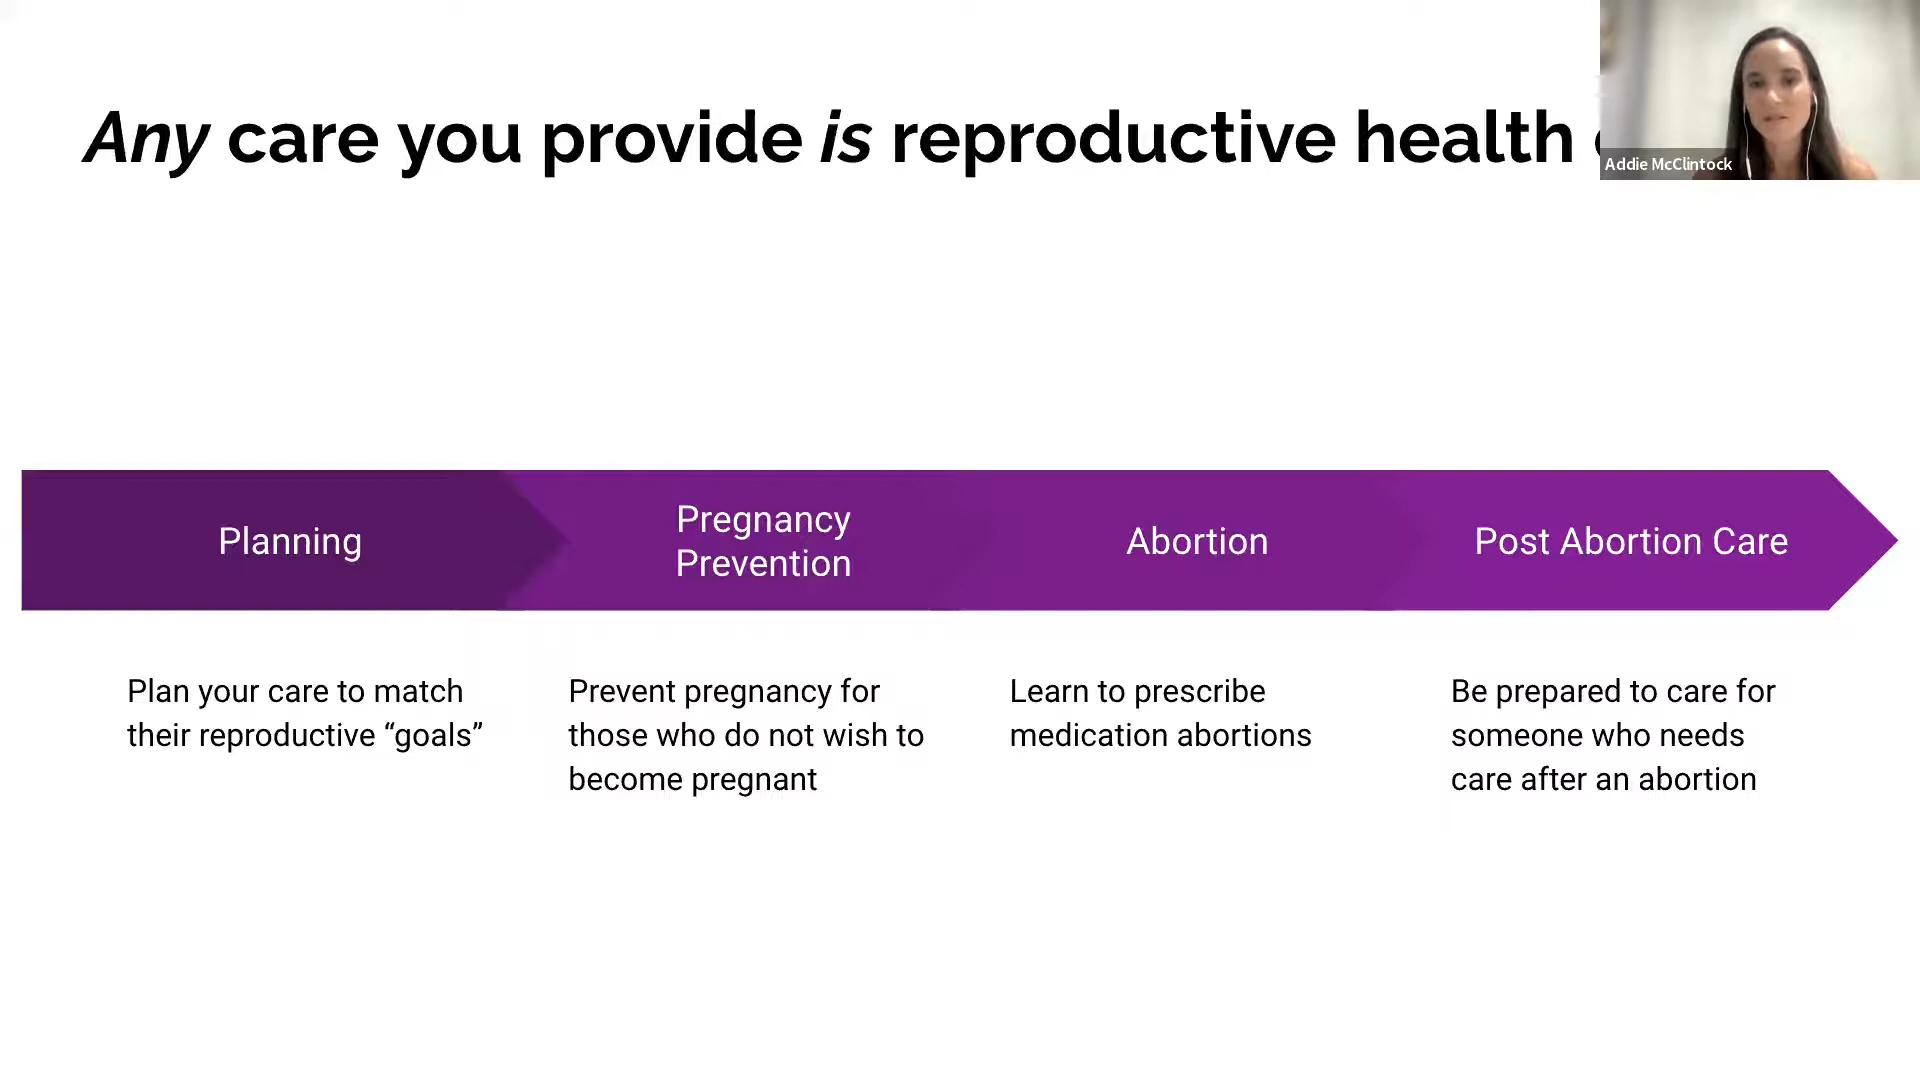 Any care you provide is reproductive health
Addie McClintock
Planning
Pregnancy
Prevention
Abortion
Post Abortion Care
Plan your care to match
their reproductive “goals”
Prevent pregnancy for
those who do not wish to
become pregnant
Learn to prescribe
medication abortions
Be prepared to care for
someone who needs
care after an abortion